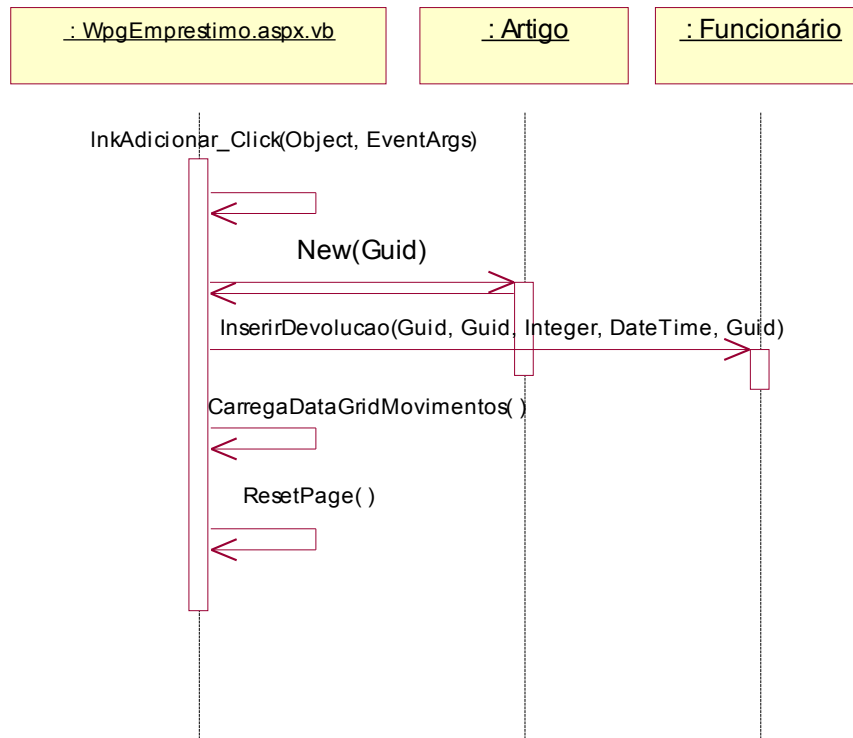 : WpgEmprestimo.aspx.vb
: Artigo
: Funcionário
lnkAdicionar_Click(Object, EventArgs)
New(Guid)
InserirDevolucao(Guid, Guid, Integer, DateTime, Guid)
CarregaDataGridMovimentos( )
ResetPage( )